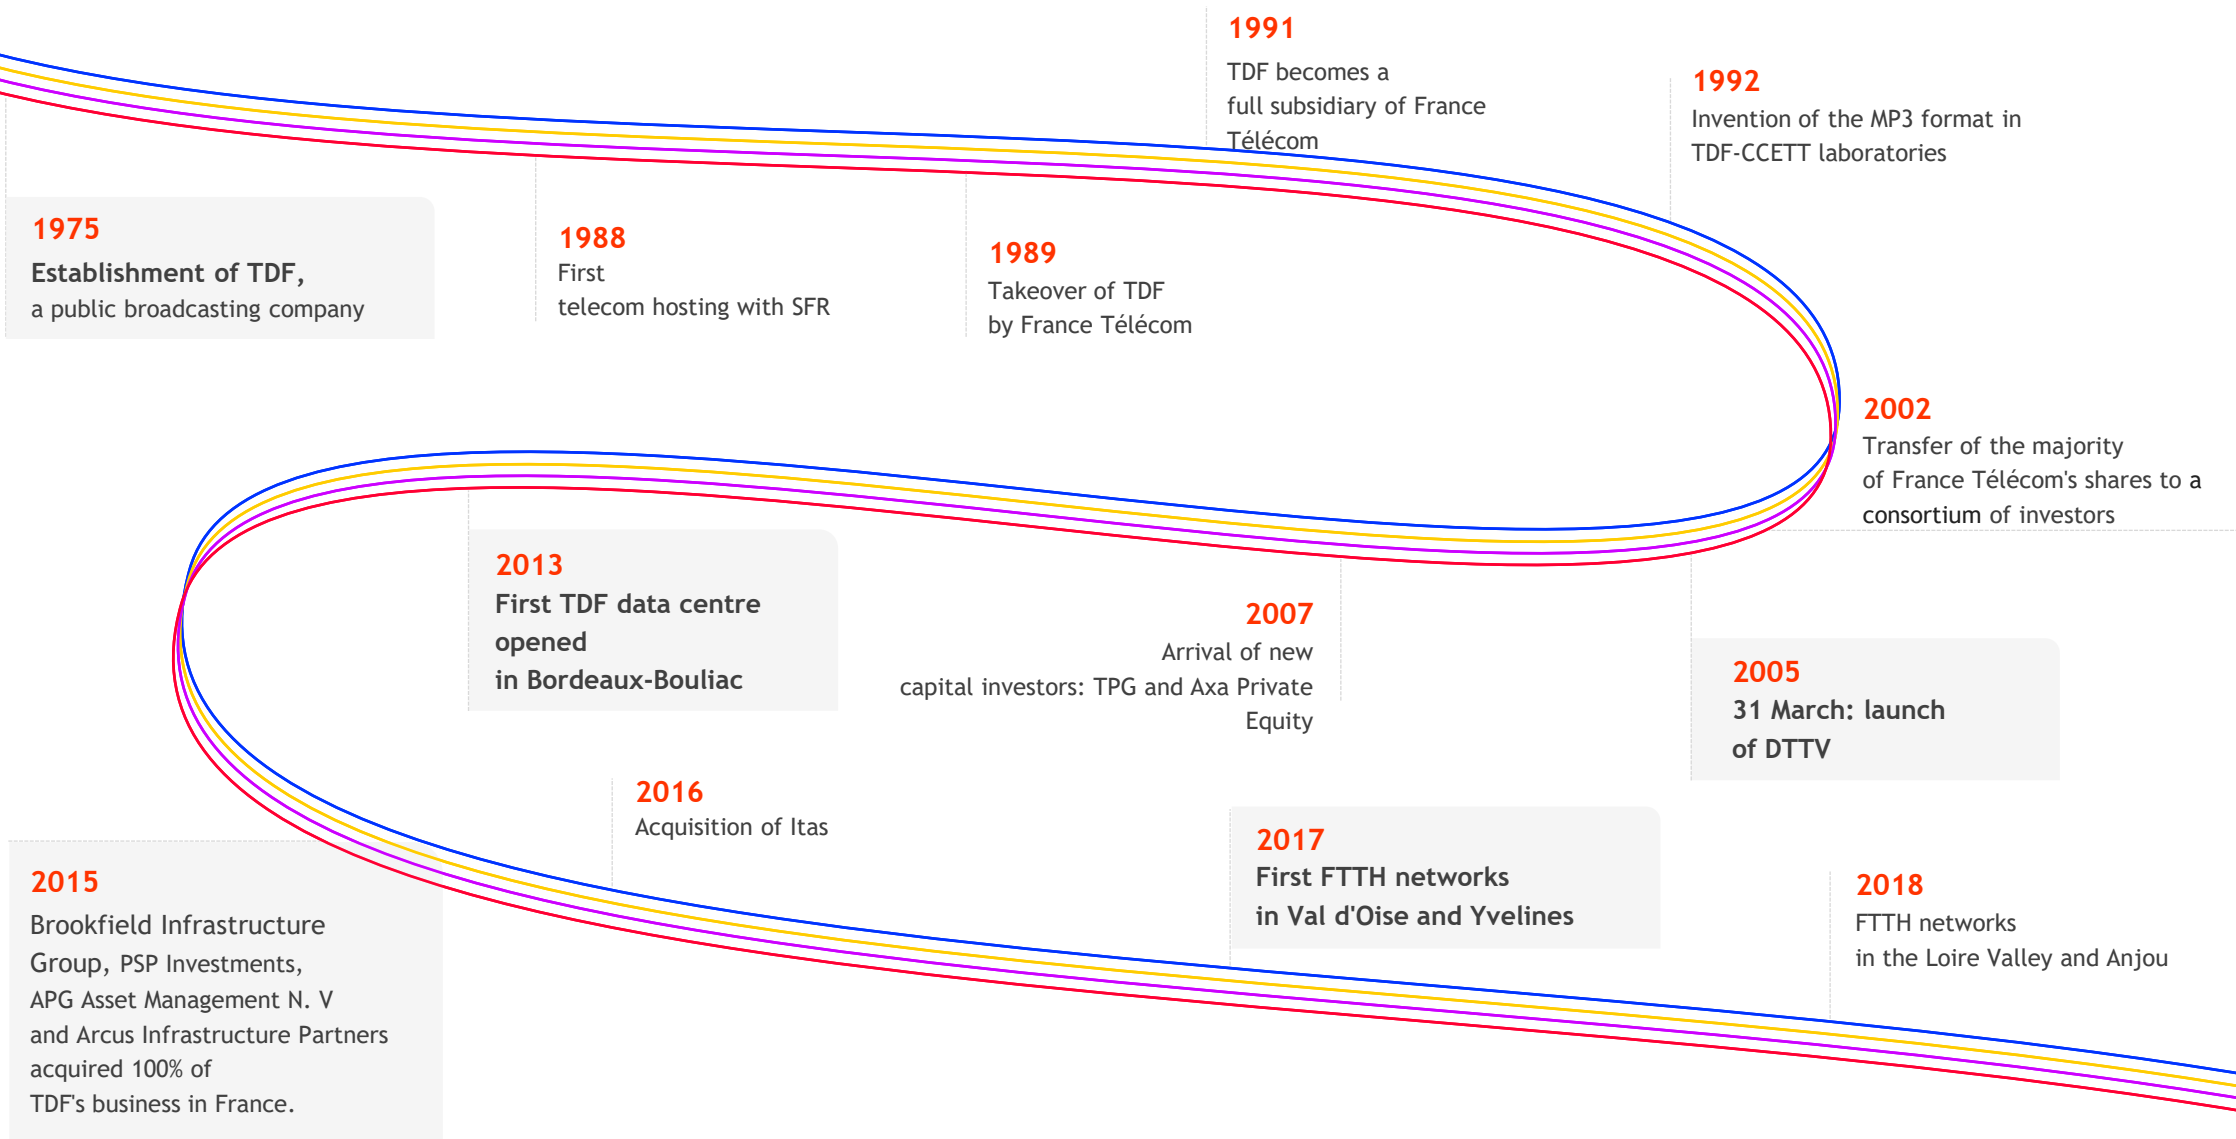 1975
Establishment of TDF,
a public broadcasting company
1988
First
telecom hosting with SFR
1989
Takeover of TDF
by France Télécom
1991
TDF becomes a
full subsidiary of France
Télécom
1992
Invention of the MP3 format in
TDF-CCETT laboratories
2002
Transfer of the majority
of France Télécom's shares to a
consortium of investors
2005
31 March: launch
of DTTV
2007
Arrival of new
capital investors: TPG and Axa Private
Equity
2013
First TDF data centre
opened
in Bordeaux-Bouliac
2015
Brookfield Infrastructure
Group, PSP Investments,
APG Asset Management N. V
and Arcus Infrastructure Partners
acquired 100% of
TDF's business in France.
2016
Acquisition of Itas
2017
First FTTH networks
in Val d'Oise and Yvelines
2018
FTTH networks
in the Loire Valley and Anjou